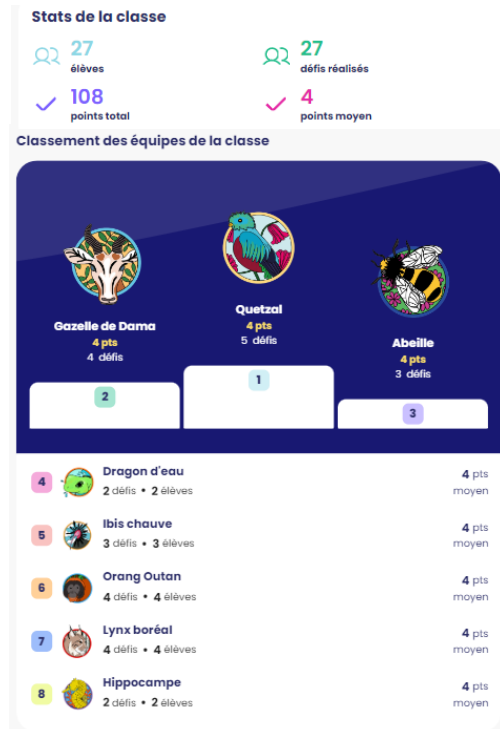 Stats de la classe
27
élèves
27
défis réalisés
108
points total
4
points moyen
Classement des équipes de la classe
Gazelle de Dama
4 pts
4 défis
Quetzal
4 pts
5 défis
Abeille
4 pts
3 défis
2
1
3
4
Dragon d'eau
2 défis • 2 élèves
4 pts
moyen
5
Ibis chauve
3 défis • 3 élèves
4 pts
moyen
6
Orang Outan
4 défis • 4 élèves
4 pts
moyen
7
Lynx boréal
4 défis • 4 élèves
4 pts
moyen
8
Hippocampe
2 défis • 2 élèves
4 pts
moyen